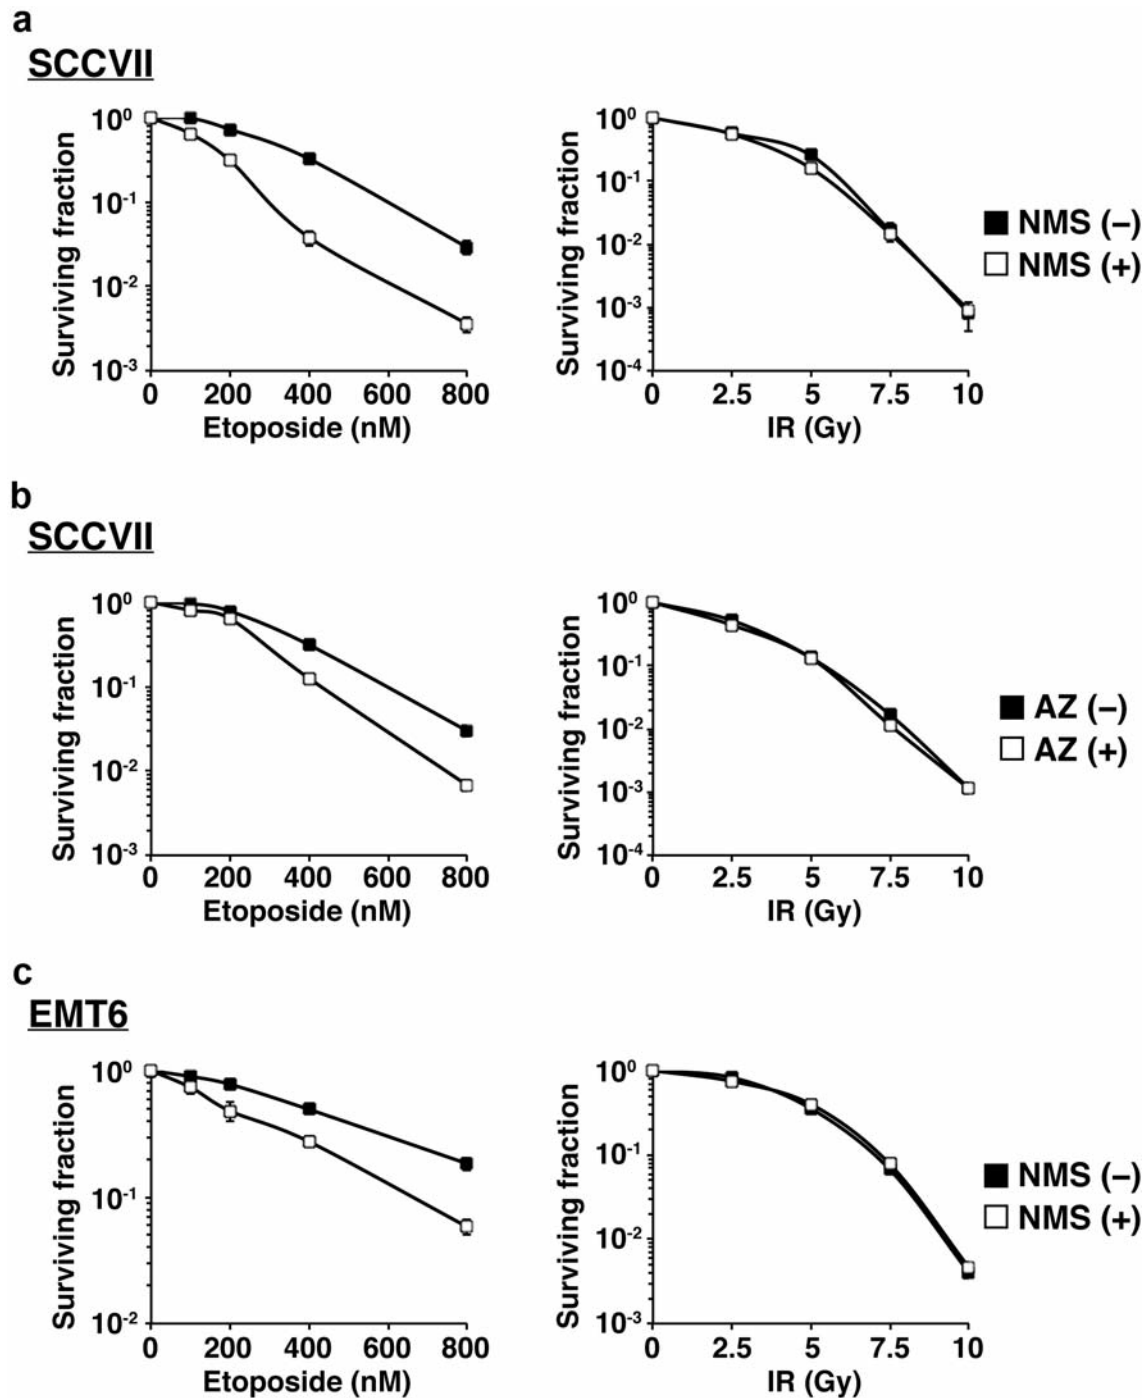 a
SCCVII
Surviving fraction
10⁰
10⁻¹
10⁻²
10⁻³
0 200 400 600 800
Etoposide (nM)
Surviving fraction
10⁰
10⁻¹
10⁻²
10⁻³
10⁻⁴
0 2.5 5 7.5 10
IR (Gy)
NMS (−)
NMS (+)
b
SCCVII
Surviving fraction
10⁰
10⁻¹
10⁻²
10⁻³
0 200 400 600 800
Etoposide (nM)
Surviving fraction
10⁰
10⁻¹
10⁻²
10⁻³
10⁻⁴
0 2.5 5 7.5 10
IR (Gy)
AZ (−)
AZ (+)
c
EMT6
Surviving fraction
10⁰
10⁻¹
10⁻²
0 200 400 600 800
Etoposide (nM)
Surviving fraction
10⁰
10⁻¹
10⁻²
10⁻³
0 2.5 5 7.5 10
IR (Gy)
NMS (−)
NMS (+)